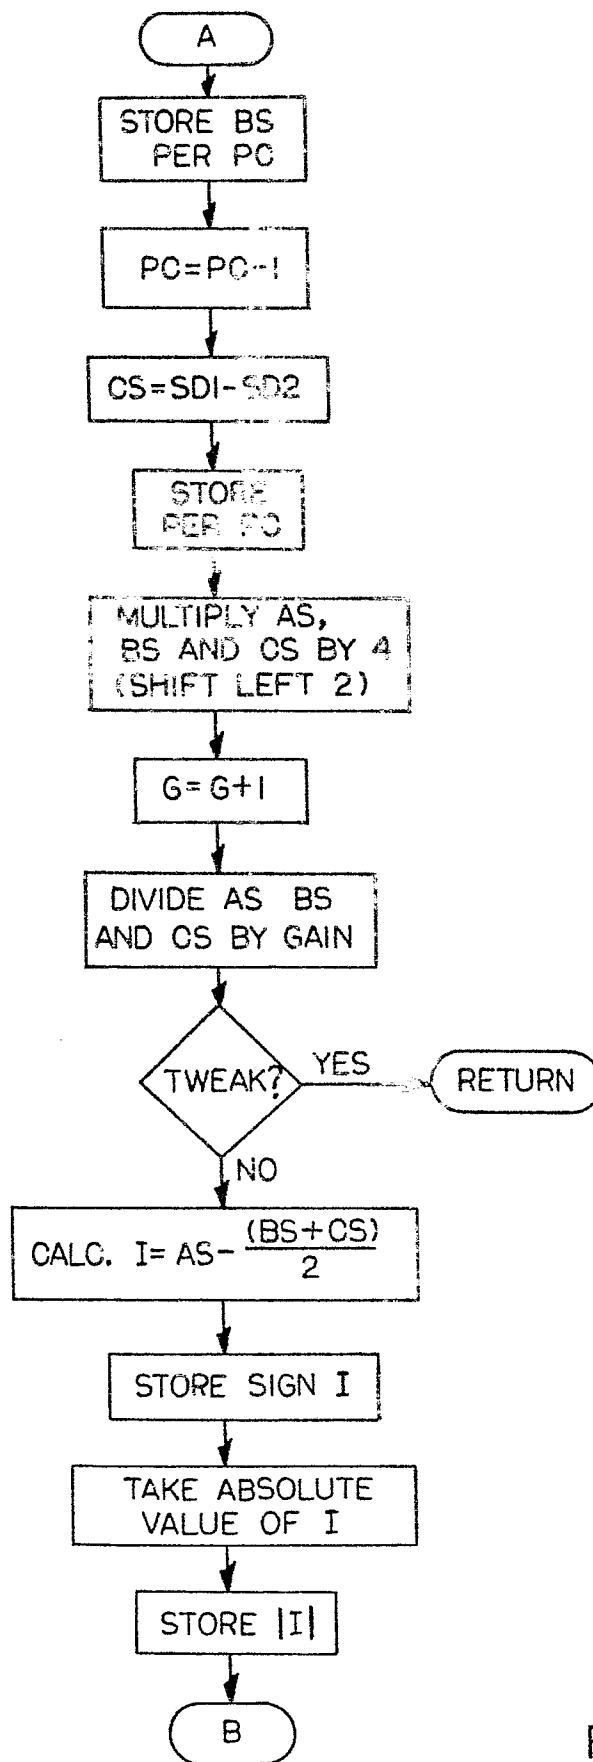 A
STORE BS
PER PC
PC=PC-1
CS=SD1-SD2
STORE
PER PC
MULTIPLY AS,
BS AND CS BY 4
(SHIFT LEFT 2)
G=G+1
DIVIDE AS BS
AND CS BY GAIN
TWEAK?
YES
RETURN
NO
CALC. I= AS- (BS+CS)
2
STORE SIGN I
TAKE ABSOLUTE
VALUE OF I
STORE |I|
B